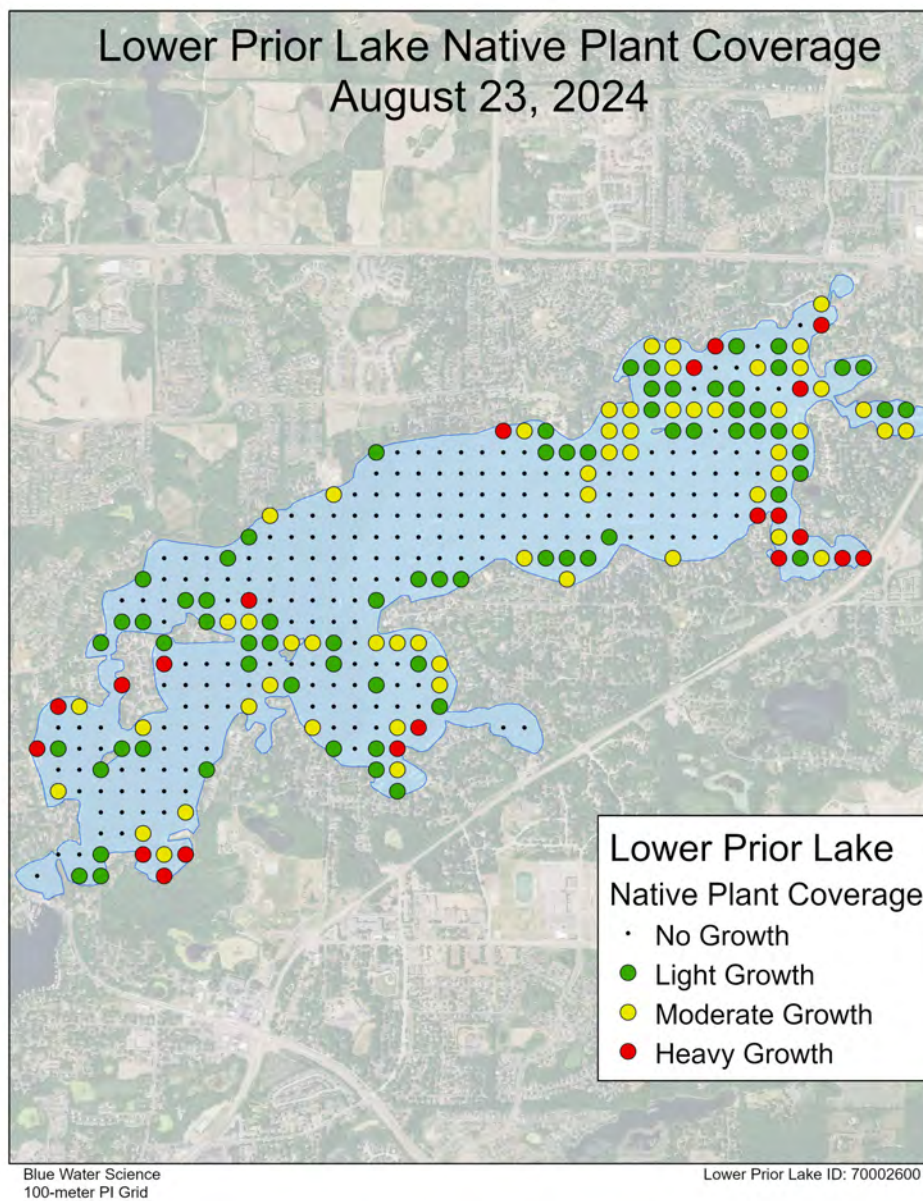 Lower Prior Lake Native Plant Coverage
August 23, 2024
Lower Prior Lake
Native Plant Coverage
No Growth
Light Growth
Moderate Growth
Heavy Growth
Blue Water Science
100-meter PI Grid
Lower Prior Lake ID: 70002600